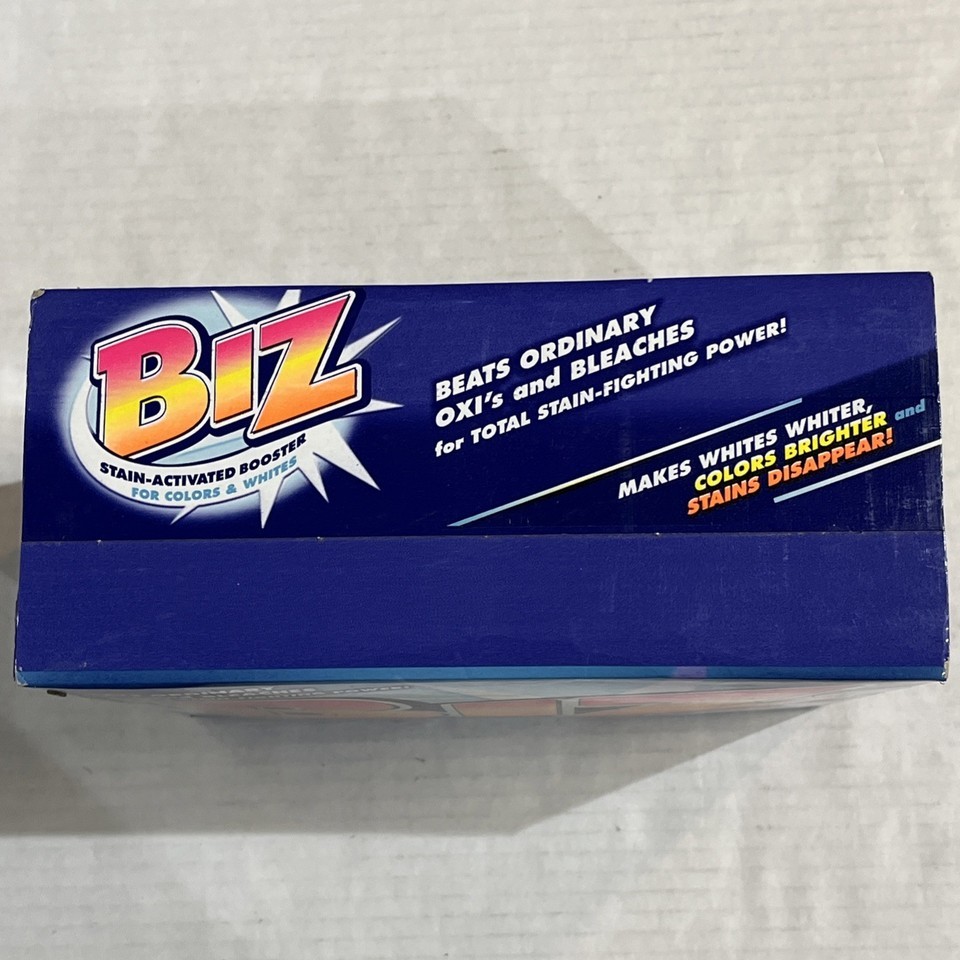 BIZ
STAIN-ACTIVATED BOOSTER
FOR COLORS & WHITES
BEATS ORDINARY
OXI's and BLEACHES
for TOTAL STAIN-FIGHTING POWER!
MAKES WHITES WHITER,
COLORS BRIGHTER and
STAINS DISAPPEAR!